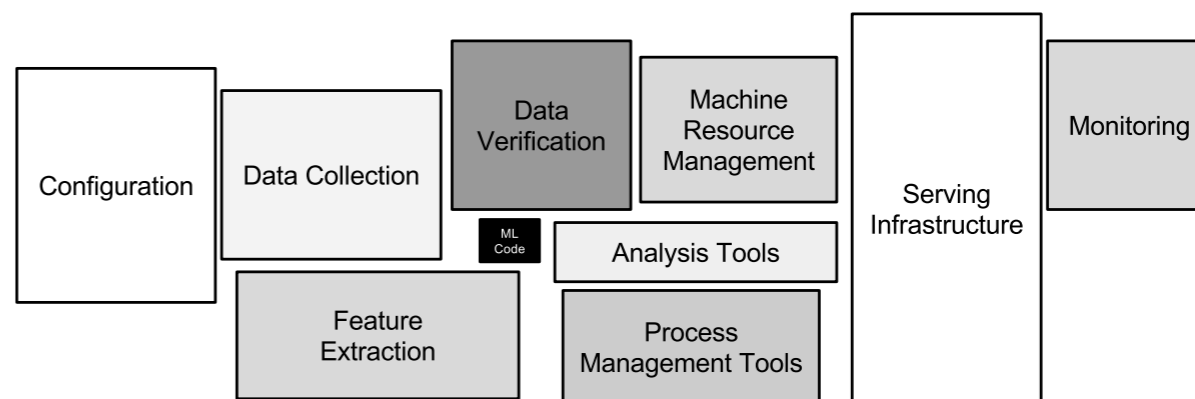 Configuration
Data Collection
Data
Verification
Machine
Resource
Management
Monitoring
Serving
Infrastructure
ML
Code
Analysis Tools
Feature
Extraction
Process
Management Tools